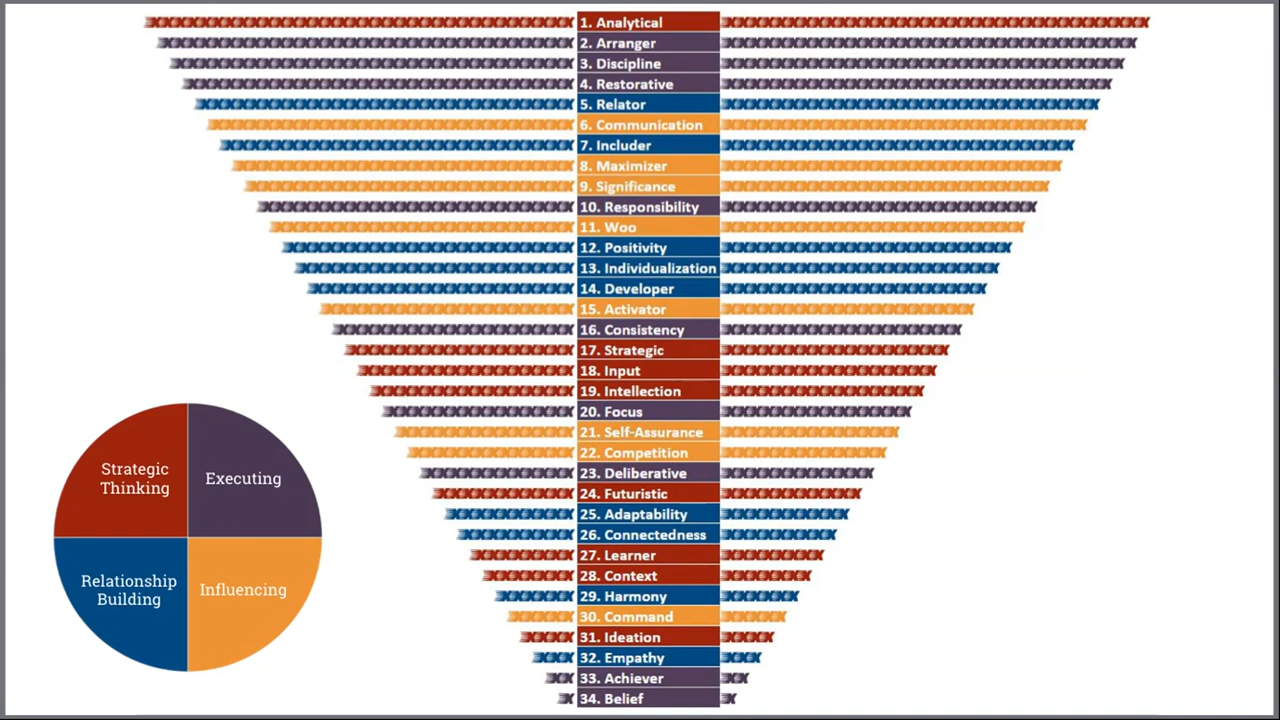 1. Analytical
2. Arranger
3. Discipline
4. Restorative
5. Relator
6. Communication
7. Includer
8. Maximizer
9. Significance
10. Responsibility
11. Woo
12. Positivity
13. Individualization
14. Developer
15. Activator
16. Consistency
17. Strategic
18. Input
19. Intellection
20. Focus
21. Self-Assurance
22. Competition
23. Deliberative
24. Futuristic
25. Adaptability
26. Connectedness
27. Learner
28. Context
29. Harmony
30. Command
31. Ideation
32. Empathy
33. Achiever
34. Belief
Strategic
Thinking
Executing
Relationship
Building
Influencing